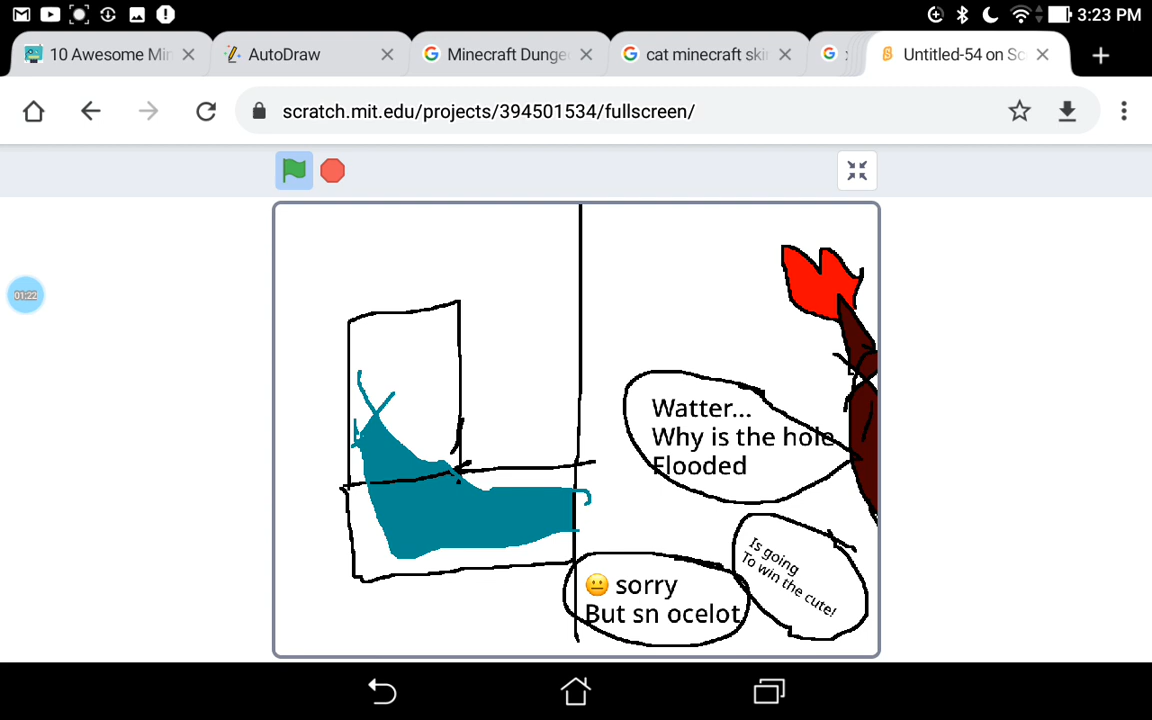 3:23 PM
10 Awesome Min
AutoDraw
Minecraft Dunge
cat minecraft skin
Untitled-54 on Sc
scratch.mit.edu/projects/394501534/fullscreen/
01:22
Watter...
Why is the hole
Flooded
Is going
To win the cute!
😐 sorry
But sn ocelot